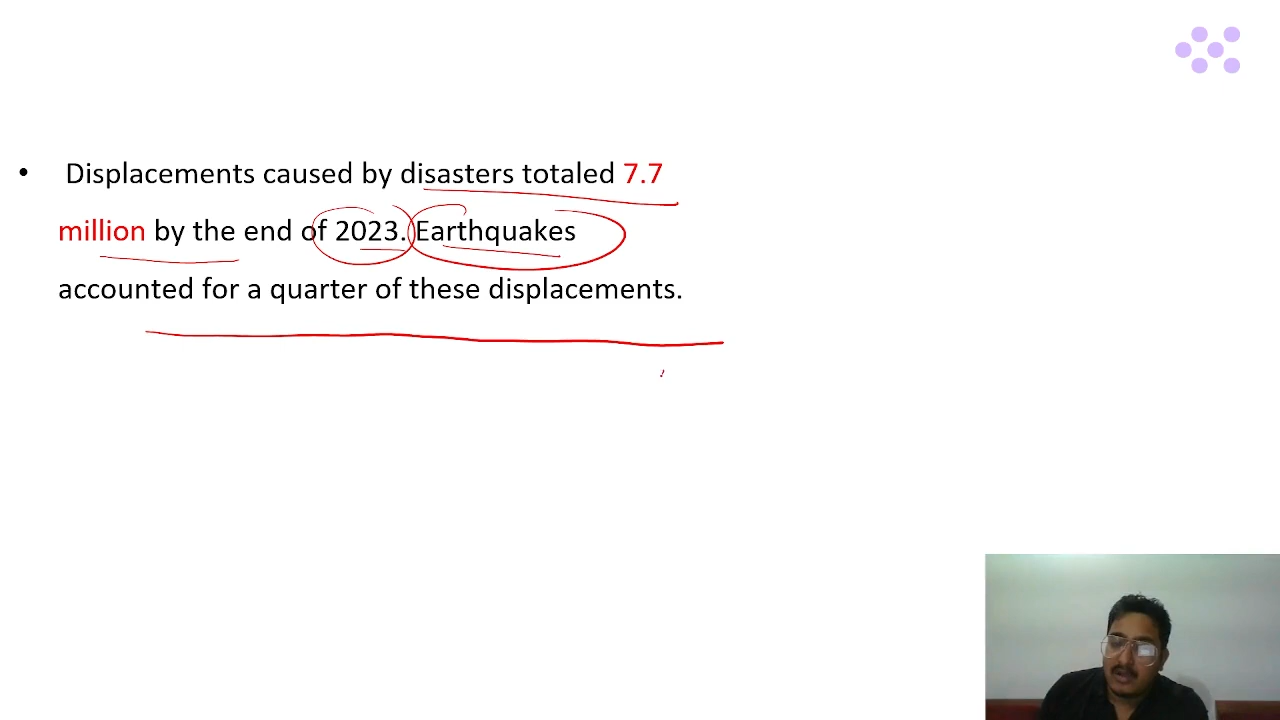 • Displacements caused by disasters totaled 7.7
million by the end of 2023. Earthquakes
accounted for a quarter of these displacements.